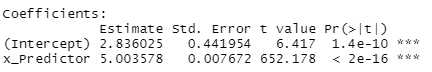 Coefficients:
Estimate Std. Error t value Pr(>|t|)
(Intercept) 2.836025 0.441954 6.417 1.4e-10 ***
x_Predictor 5.003578 0.007672 652.178 < 2e-16 ***